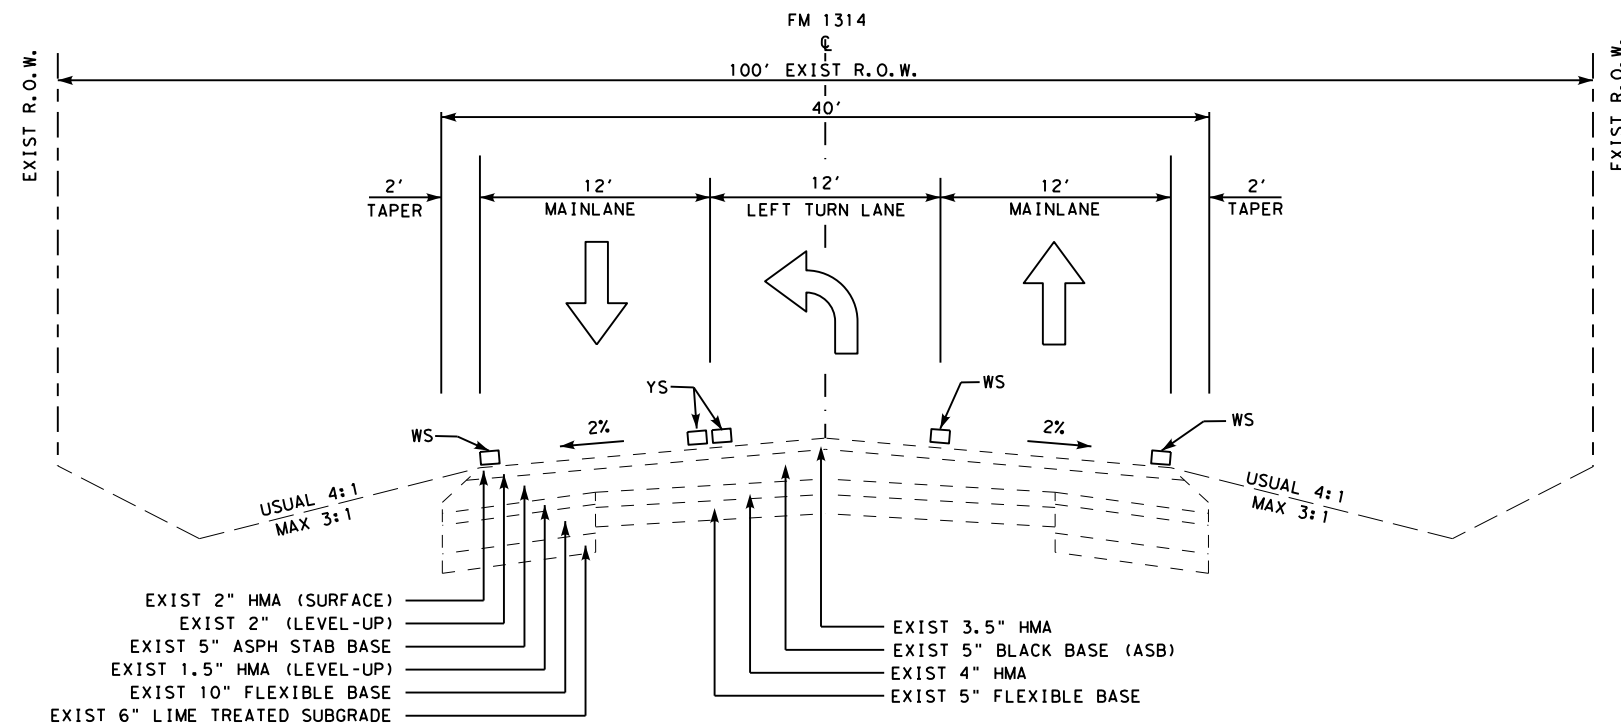 FM 1314
℄
100' EXIST R.O.W.
EXIST R.O.W.
EXIST R.O.W.
40'
2'
TAPER
12'
MAINLANE
12'
LEFT TURN LANE
12'
MAINLANE
2'
TAPER
YS
WS
WS
2%
2%
WS
USUAL 4:1
MAX 3:1
USUAL 4:1
MAX 3:1
EXIST 2" HMA (SURFACE)
EXIST 2" (LEVEL-UP)
EXIST 5" ASPH STAB BASE
EXIST 1.5" HMA (LEVEL-UP)
EXIST 10" FLEXIBLE BASE
EXIST 6" LIME TREATED SUBGRADE
EXIST 3.5" HMA
EXIST 5" BLACK BASE (ASB)
EXIST 4" HMA
EXIST 5" FLEXIBLE BASE